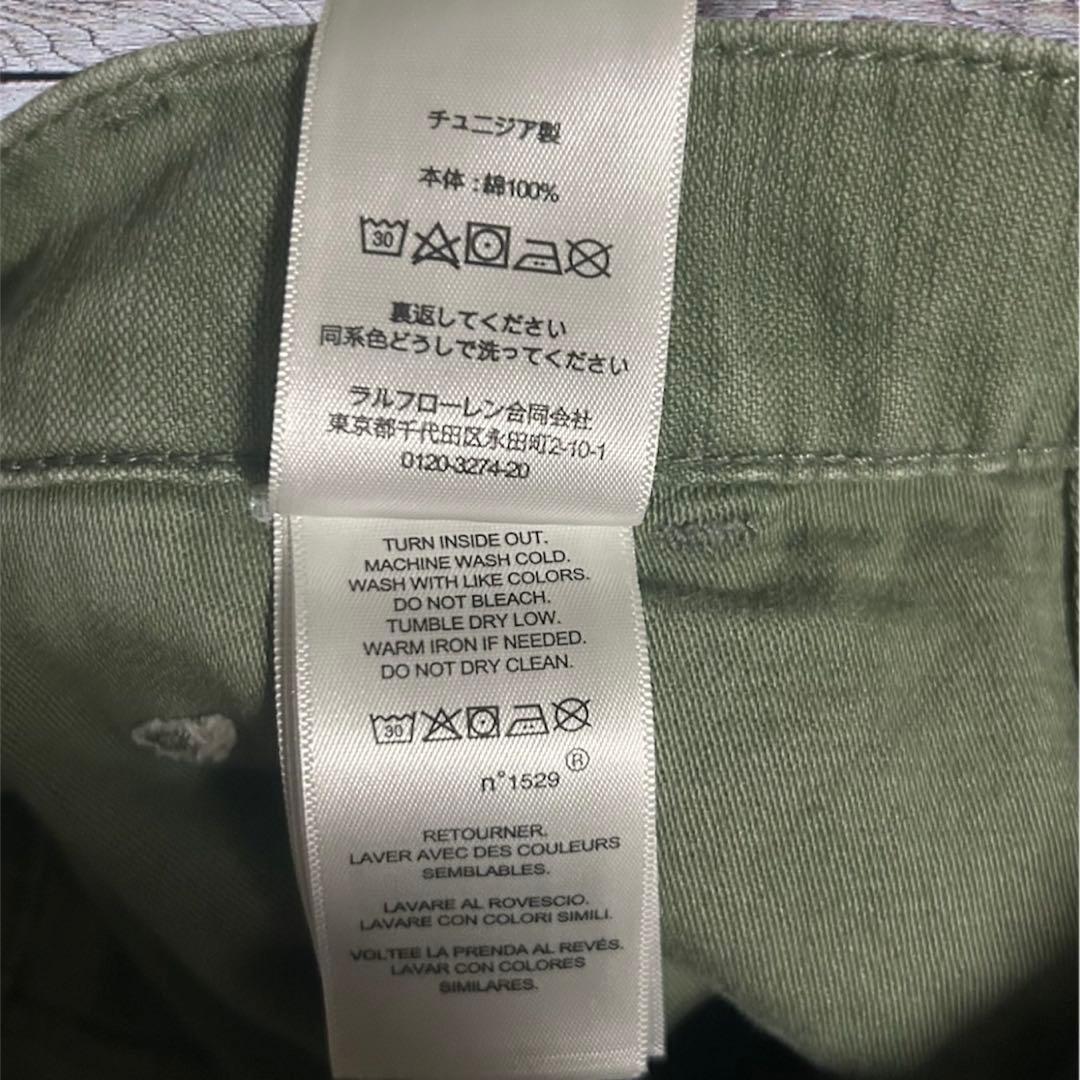 チュニジア製
本体 : 綿100%
30
裏返してください
同系色どうしで洗ってください
ラルフローレン合同会社
東京都千代田区永田町2-10-1
0120-3274-20
TURN INSIDE OUT.
MACHINE WASH COLD.
WASH WITH LIKE COLORS.
DO NOT BLEACH.
TUMBLE DRY LOW.
WARM IRON IF NEEDED.
DO NOT DRY CLEAN.
30
n°1529 ®
RETOURNER.
LAVER AVEC DES COULEURS
SEMBLABLES.
LAVARE AL ROVESCIO.
LAVARE CON COLORI SIMILI.
VOLTEE LA PRENDA AL REVÉS.
LAVAR CON COLORES
SIMILARES.